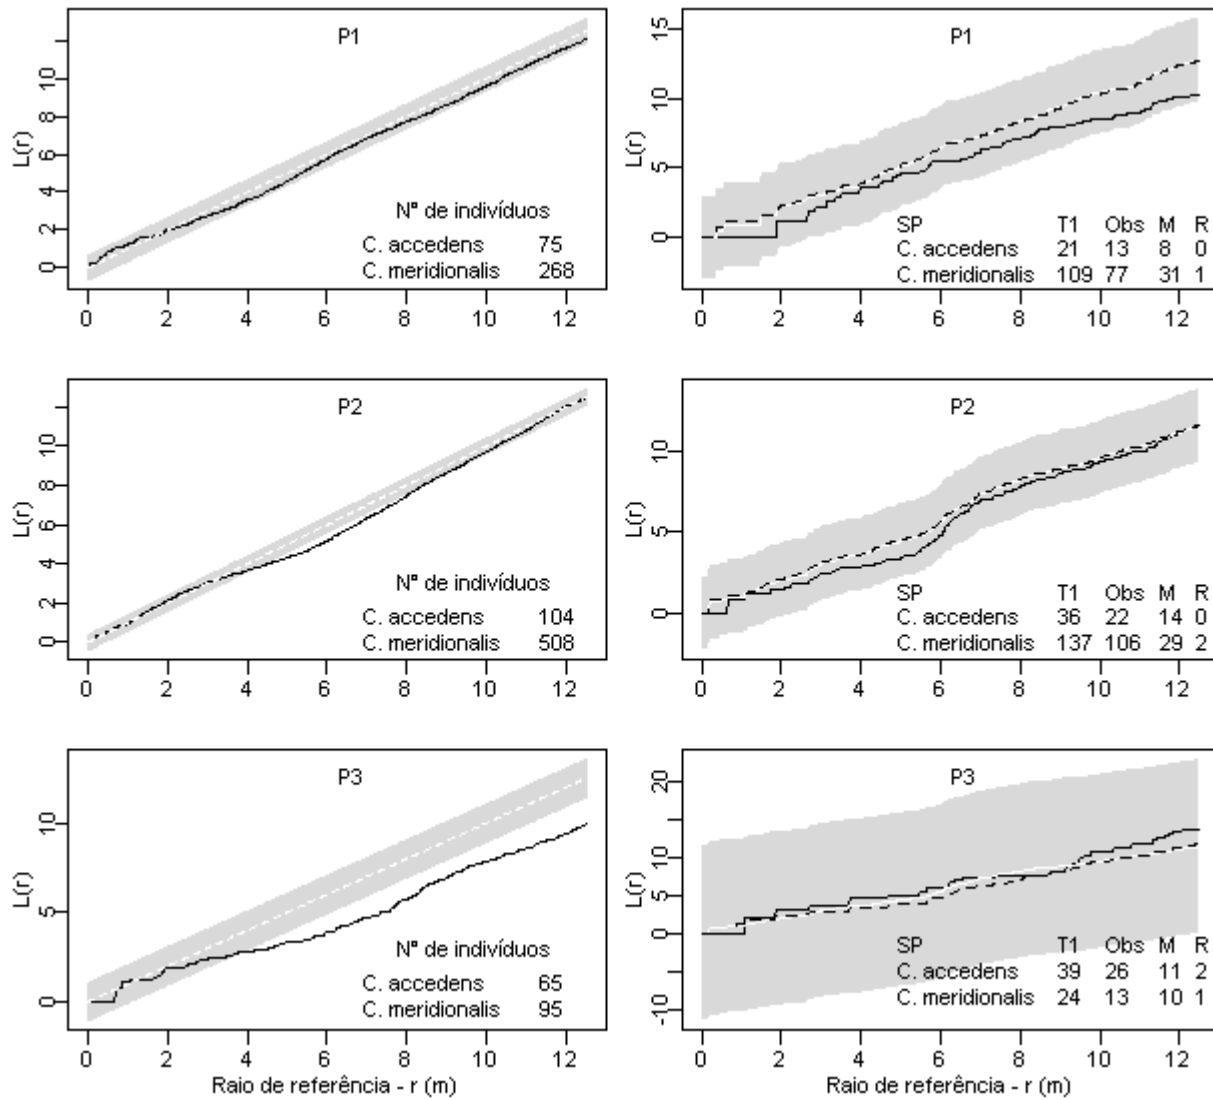 P1
L(r)
0 2 4 6 8 10
N° de indivíduos
C. accedens 75
C. meridionalis 268
0 2 4 6 8 10 12
P1
L(r)
0 5 10 15
SP T1 Obs M R
C. accedens 21 13 8 0
C. meridionalis 109 77 31 1
0 2 4 6 8 10 12
P2
L(r)
0 2 4 6 8 10
N° de indivíduos
C. accedens 104
C. meridionalis 508
0 2 4 6 8 10 12
P2
L(r)
0 5 10
SP T1 Obs M R
C. accedens 36 22 14 0
C. meridionalis 137 106 29 2
0 2 4 6 8 10 12
P3
L(r)
0 5 10
N° de indivíduos
C. accedens 65
C. meridionalis 95
0 2 4 6 8 10 12
Raio de referência - r (m)
P3
L(r)
-10 0 10 20
SP T1 Obs M R
C. accedens 39 26 11 2
C. meridionalis 24 13 10 1
0 2 4 6 8 10 12
Raio de referência - r (m)